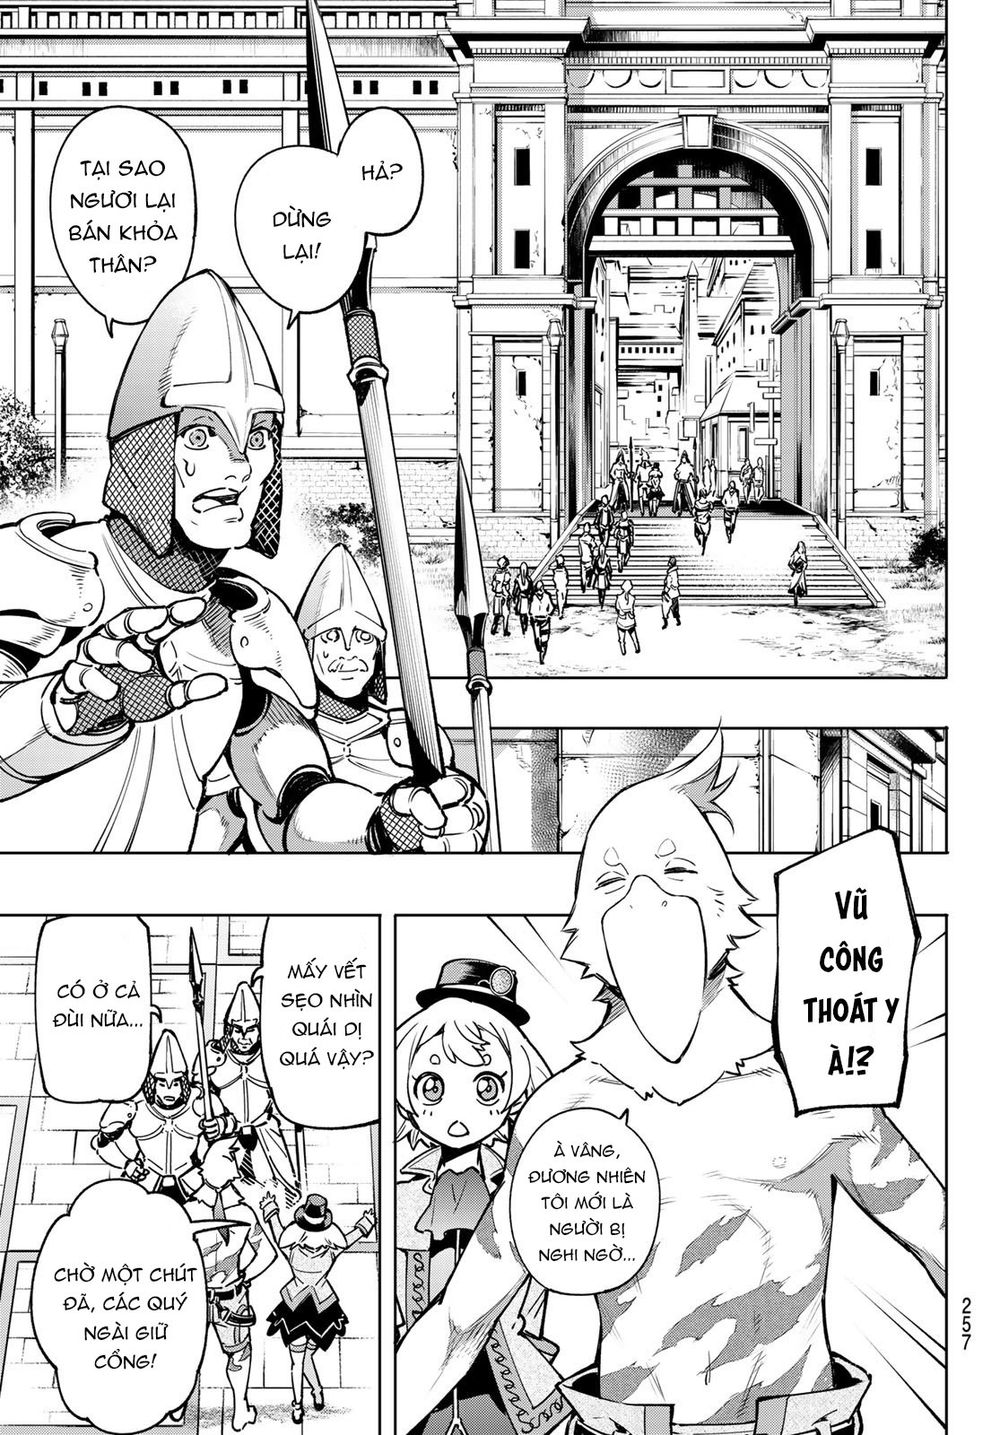 HẢ?
DỪNG
LẠI!
TẠI SAO
NGƯƠI LẠI
BÁN KHỎA
THÂN?
VŨ
CÔNG
THOÁT Y
À!?
À VÂNG,
ĐƯƠNG NHIÊN
TÔI MỚI LÀ
NGƯỜI BỊ
NGHI NGỜ...
MẤY VẾT
SẸO NHÌN
QUÁI DỊ
QUÁ VẬY?
CÓ Ở CẢ
ĐÙI NỮA...
CHỜ MỘT CHÚT
ĐÃ, CÁC QUÝ
NGÀI GIỮ
CỔNG!
257